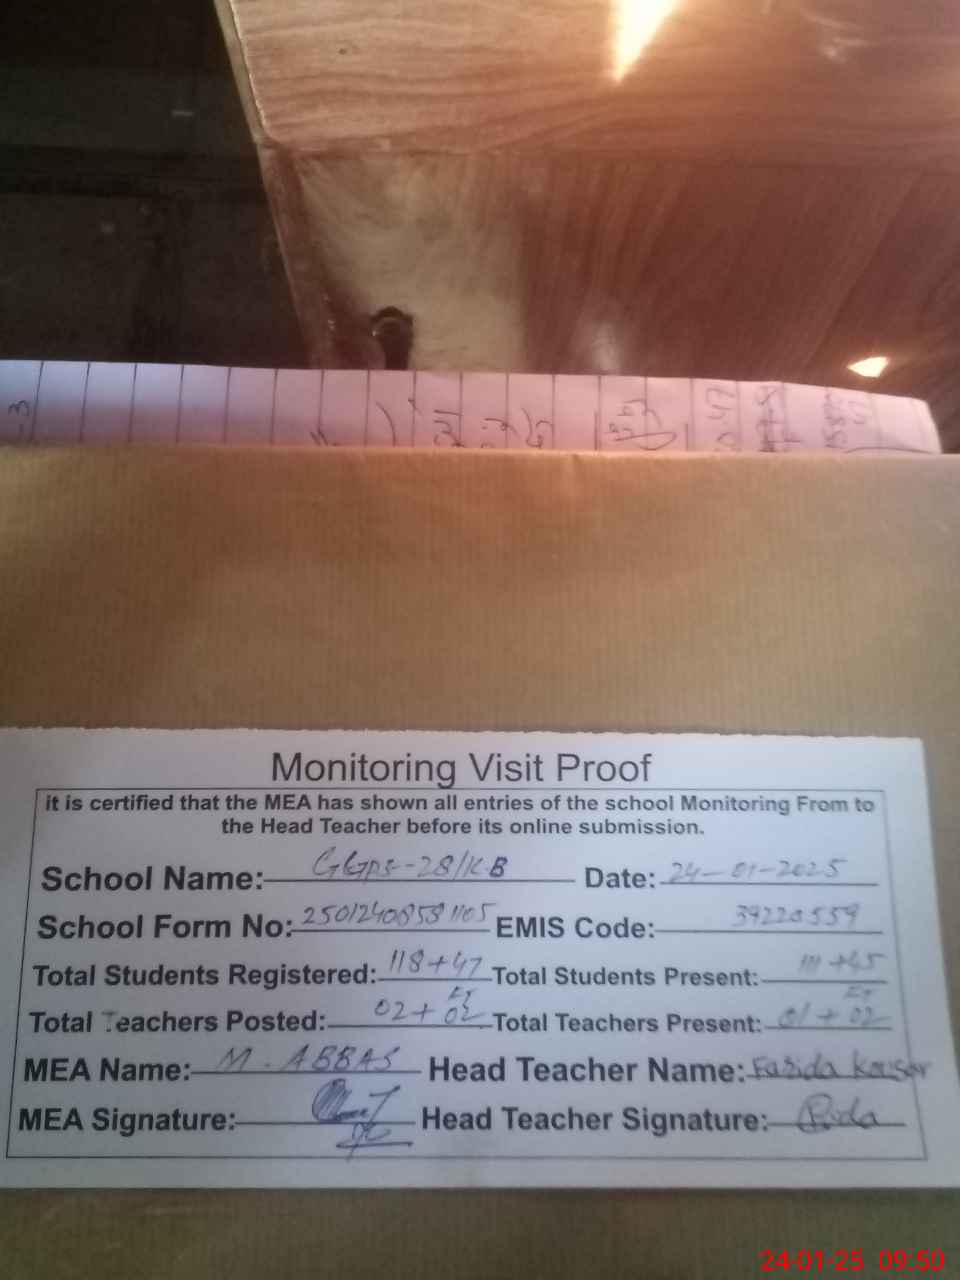 Monitoring Visit Proof
it is certified that the MEA has shown all entries of the school Monitoring From to
the Head Teacher before its online submission.
School Name: GGPS-28/K.B Date: 24-01-2025
School Form No: 25012408581105 EMIS Code: 39220559
Total Students Registered: 118+47 Total Students Present: 111+45
Total Teachers Posted: 02+02 Total Teachers Present: 01+02
MEA Name: M.ABBAS Head Teacher Name: Farida Kousar
MEA Signature: Head Teacher Signature:
24-01-25 09:50